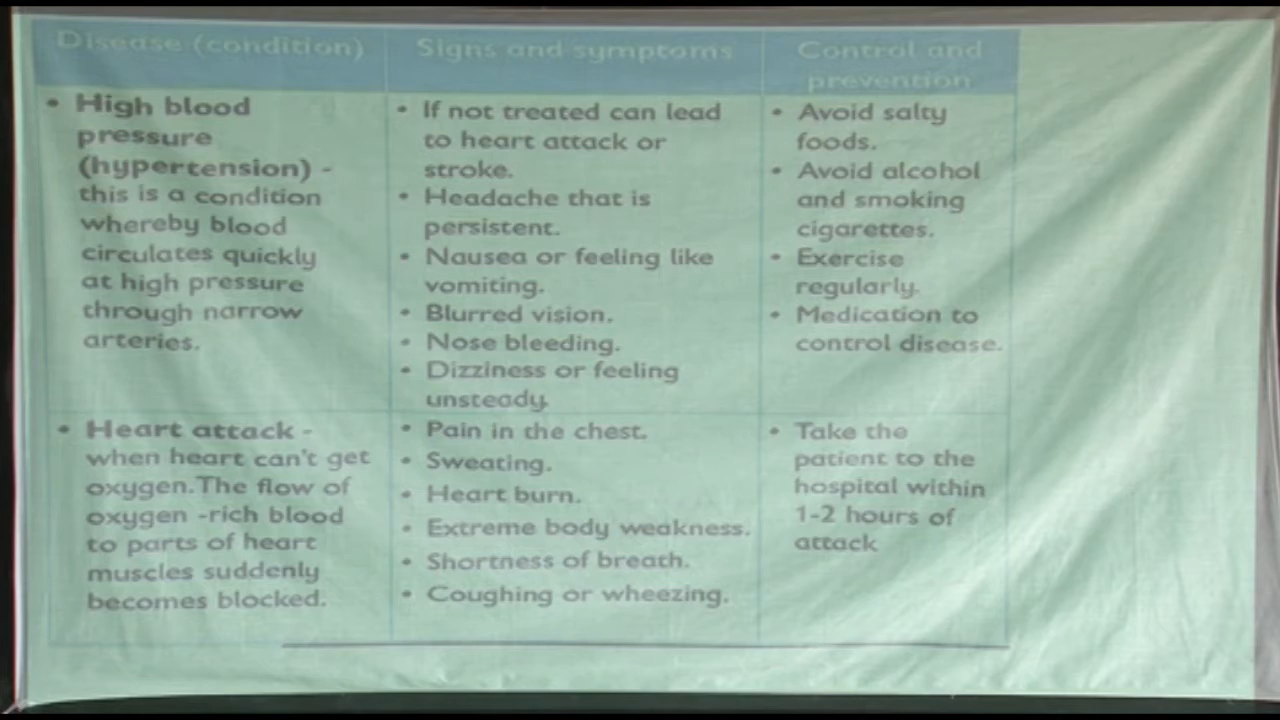 Disease (condition)
Signs and symptoms
Control and
prevention
• High blood
pressure
(hypertension) -
this is a condition
whereby blood
circulates quickly
at high pressure
through narrow
arteries.
• If not treated can lead
to heart attack or
stroke.
• Headache that is
persistent.
• Nausea or feeling like
vomiting.
• Blurred vision.
• Nose bleeding.
• Dizziness or feeling
unsteady.
• Avoid salty
foods.
• Avoid alcohol
and smoking
cigarettes.
• Exercise
regularly.
• Medication to
control disease.
• Heart attack -
when heart can't get
oxygen.The flow of
oxygen -rich blood
to parts of heart
muscles suddenly
becomes blocked.
• Pain in the chest.
• Sweating.
• Heart burn.
• Extreme body weakness.
• Shortness of breath.
• Coughing or wheezing.
• Take the
patient to the
hospital within
1-2 hours of
attack